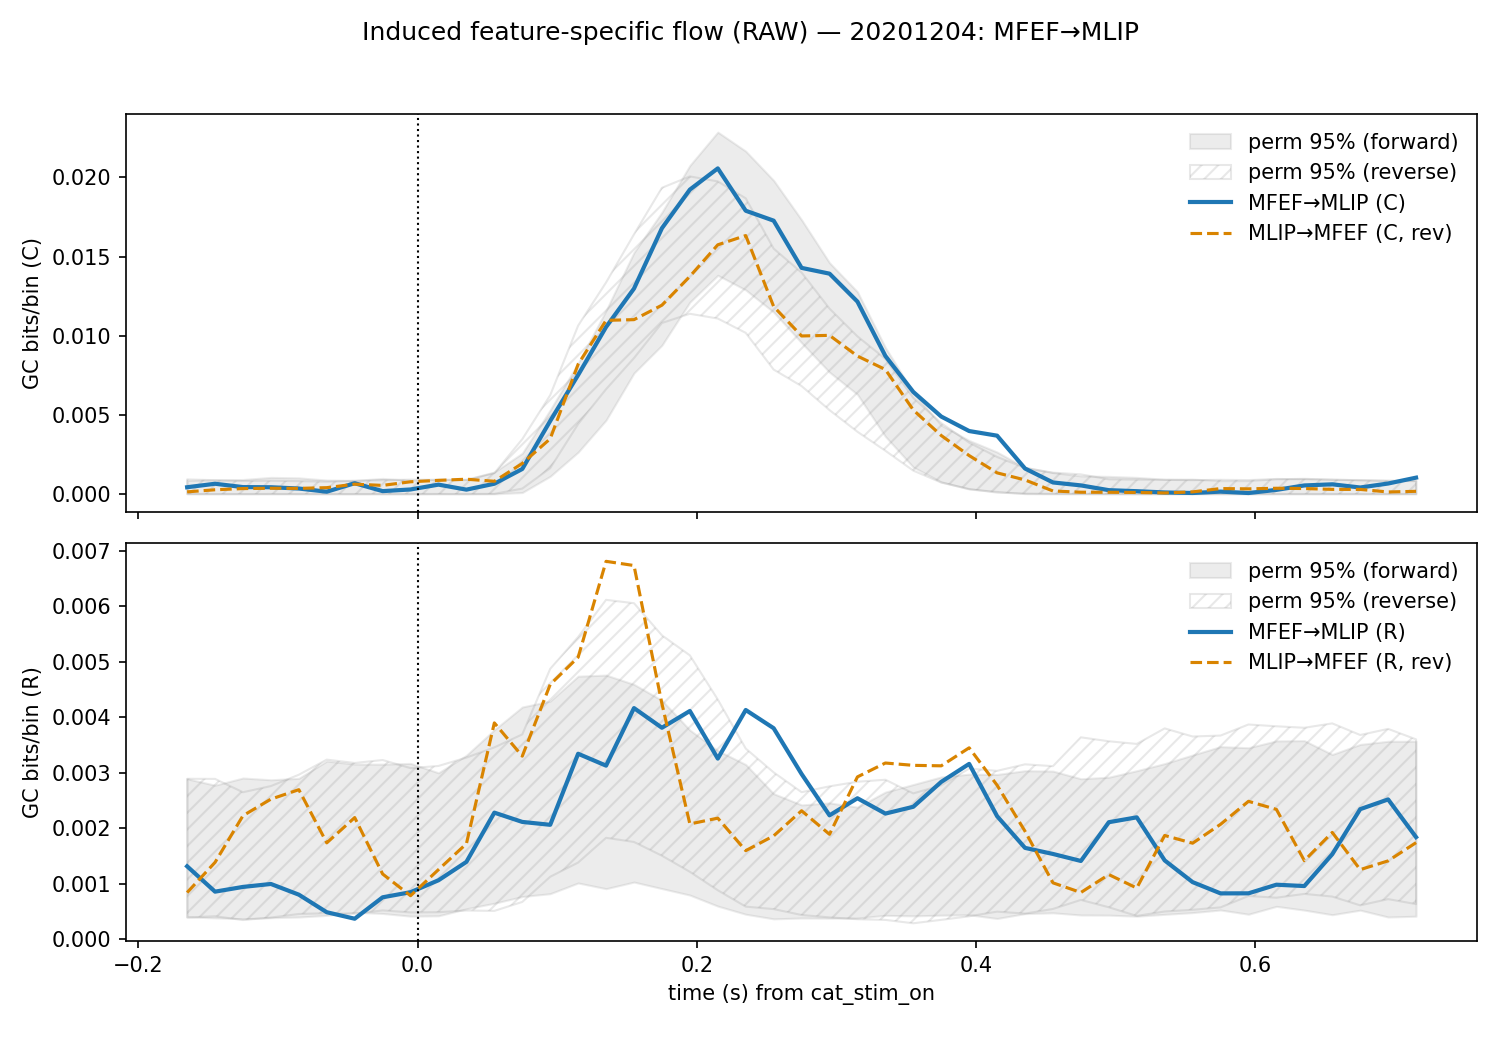 Induced feature-specific flow (RAW) — 20201204: MFEF→MLIP
GC bits/bin (C)
0.020
0.015
0.010
0.005
0.000
perm 95% (forward)
perm 95% (reverse)
MFEF→MLIP (C)
MLIP→MFEF (C, rev)
GC bits/bin (R)
0.007
0.006
0.005
0.004
0.003
0.002
0.001
0.000
perm 95% (forward)
perm 95% (reverse)
MFEF→MLIP (R)
MLIP→MFEF (R, rev)
−0.2 0.0 0.2 0.4 0.6
time (s) from cat_stim_on